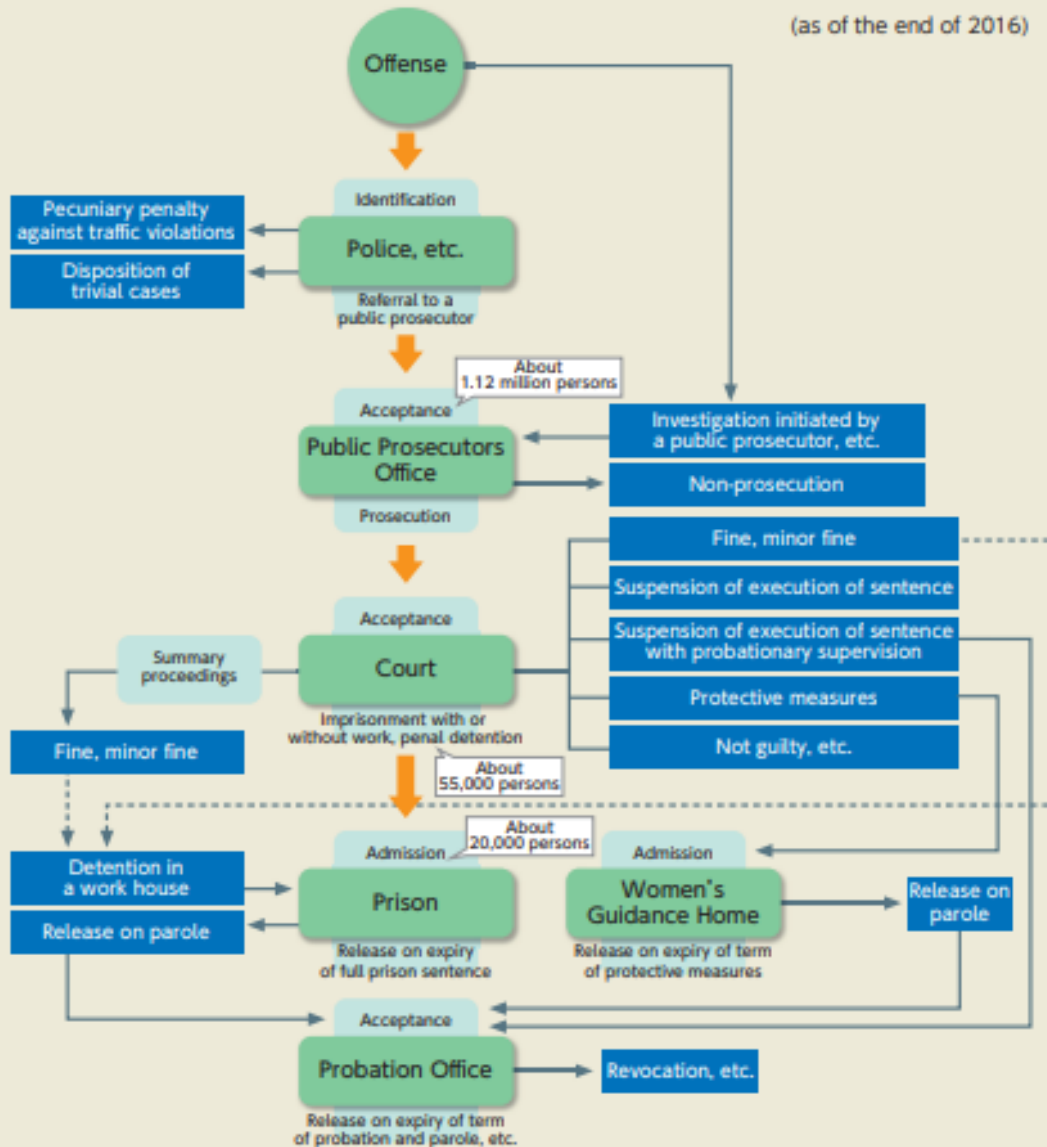 (as of the end of 2016)
Offense
Identification
Pecuniary penalty
against traffic violations
Police, etc.
Disposition of
trivial cases
Referral to a
public prosecutor
About
1.12 million persons
Acceptance
Investigation initiated by
a public prosecutor, etc.
Public Prosecutors
Office
Non-prosecution
Prosecution
Fine, minor fine
Suspension of execution of sentence
Acceptance
Suspension of execution of sentence
with probationary supervision
Summary
proceedings
Court
Protective measures
Imprisonment with or
without work, penal detention
Not guilty, etc.
Fine, minor fine
About
55,000 persons
About
20,000 persons
Admission
Admission
Detention in
a work house
Prison
Women's
Guidance Home
Release on
parole
Release on parole
Release on expiry
of full prison sentence
Release on expiry of term
of protective measures
Acceptance
Probation Office
Revocation, etc.
Release on expiry of term
of probation and parole, etc.